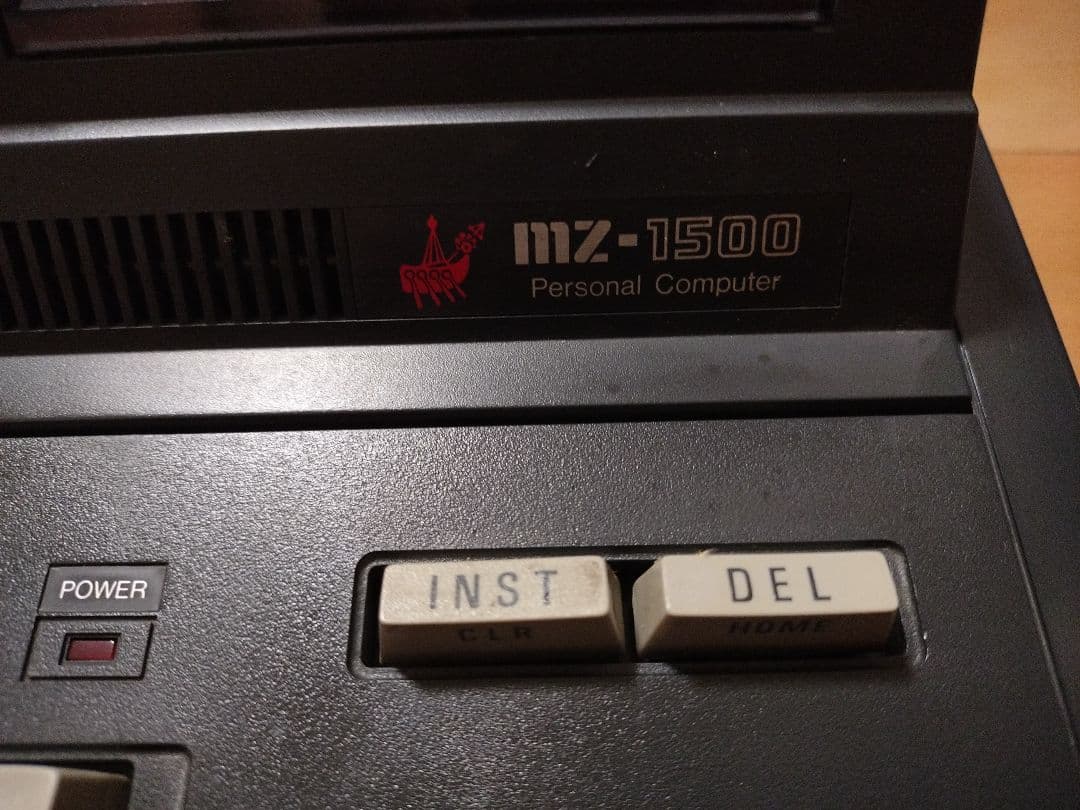 mz-1500
Personal Computer
POWER
INST
CLR
DEL
HOME